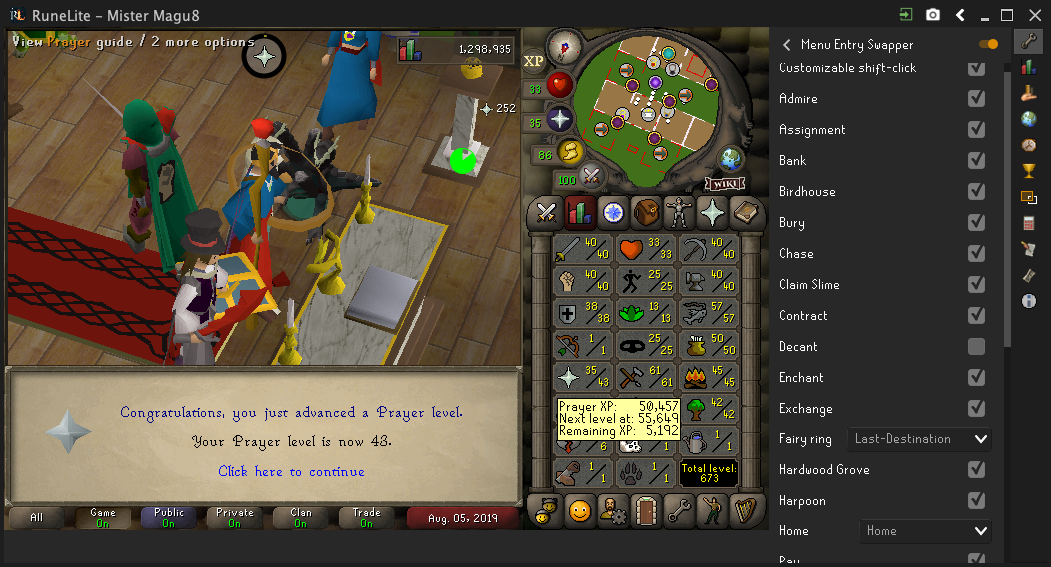 RuneLite - Mister Magu8
View Prayer guide / 2 more options
1,298,935
252
XP
33
35
86
100
WIKI
40/40 33/33 40/40
40/40 25/25 40/40
38/38 13/13 57/57
1/1 25/25 50/50
35/43 61/61 45/45
42/42
6 1/1
1/1 1/1 Total level: 673
Prayer XP: 50,457
Next level at: 55,649
Remaining XP: 5,192
Congratulations, you just advanced a Prayer level.
Your Prayer level is now 43.
Click here to continue
All
Game On
Public On
Private On
Clan On
Trade On
Aug. 05, 2019
Menu Entry Swapper
Customizable shift-click
Admire
Assignment
Bank
Birdhouse
Bury
Chase
Claim Slime
Contract
Decant
Enchant
Exchange
Fairy ring Last-Destination
Hardwood Grove
Harpoon
Home Home
Pay